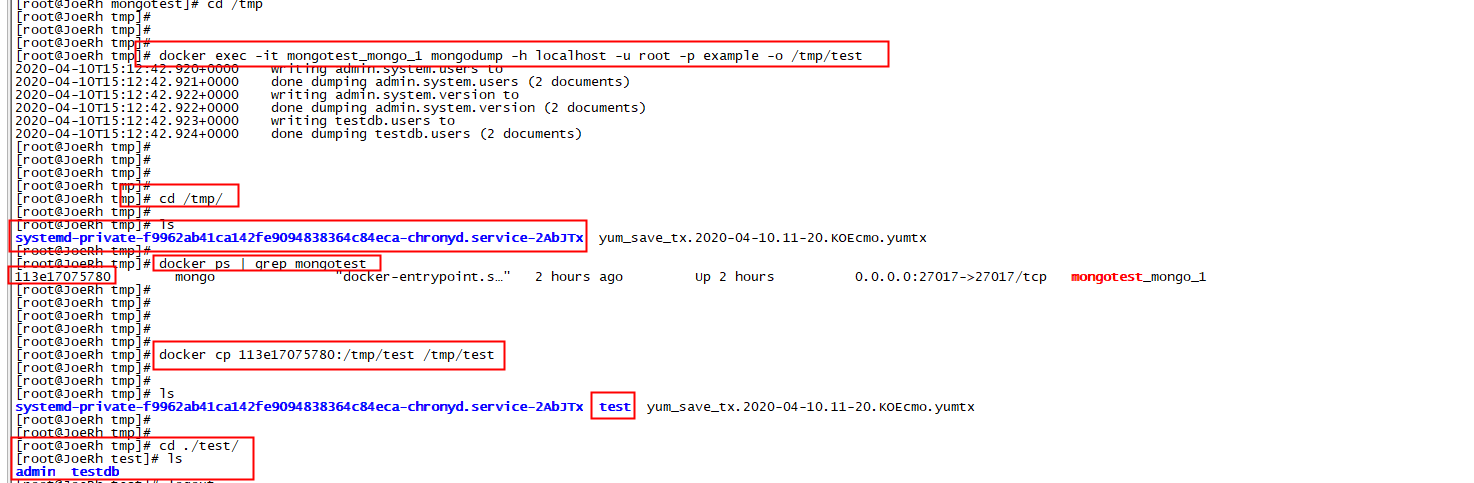 [root@JoeRh mongotest]# cd /tmp
[root@JoeRh tmp]#
[root@JoeRh tmp]#
[root@JoeRh tmp]#
[root@JoeRh tmp]# docker exec -it mongotest_mongo_1 mongodump -h localhost -u root -p example -o /tmp/test
2020-04-10T15:12:42.920+0000    writing admin.system.users to
2020-04-10T15:12:42.921+0000    done dumping admin.system.users (2 documents)
2020-04-10T15:12:42.922+0000    writing admin.system.version to
2020-04-10T15:12:42.922+0000    done dumping admin.system.version (2 documents)
2020-04-10T15:12:42.923+0000    writing testdb.users to
2020-04-10T15:12:42.924+0000    done dumping testdb.users (2 documents)
[root@JoeRh tmp]#
[root@JoeRh tmp]#
[root@JoeRh tmp]#
[root@JoeRh tmp]#
[root@JoeRh tmp]# cd /tmp/
[root@JoeRh tmp]#
[root@JoeRh tmp]# ls
systemd-private-f9962ab41ca142fe9094838364c84eca-chronyd.service-2AbJTx  yum_save_tx.2020-04-10.11-20.KOEcmo.yumtx
[root@JoeRh tmp]#
[root@JoeRh tmp]# docker ps | grep mongotest
113e17075780        mongo               "docker-entrypoint.s…"   2 hours ago         Up 2 hours          0.0.0.0:27017->27017/tcp   mongotest_mongo_1
[root@JoeRh tmp]#
[root@JoeRh tmp]#
[root@JoeRh tmp]#
[root@JoeRh tmp]#
[root@JoeRh tmp]#
[root@JoeRh tmp]# docker cp 113e17075780:/tmp/test /tmp/test
[root@JoeRh tmp]#
[root@JoeRh tmp]#
[root@JoeRh tmp]# ls
systemd-private-f9962ab41ca142fe9094838364c84eca-chronyd.service-2AbJTx  test  yum_save_tx.2020-04-10.11-20.KOEcmo.yumtx
[root@JoeRh tmp]#
[root@JoeRh tmp]#
[root@JoeRh tmp]# cd ./test/
[root@JoeRh test]# ls
admin  testdb